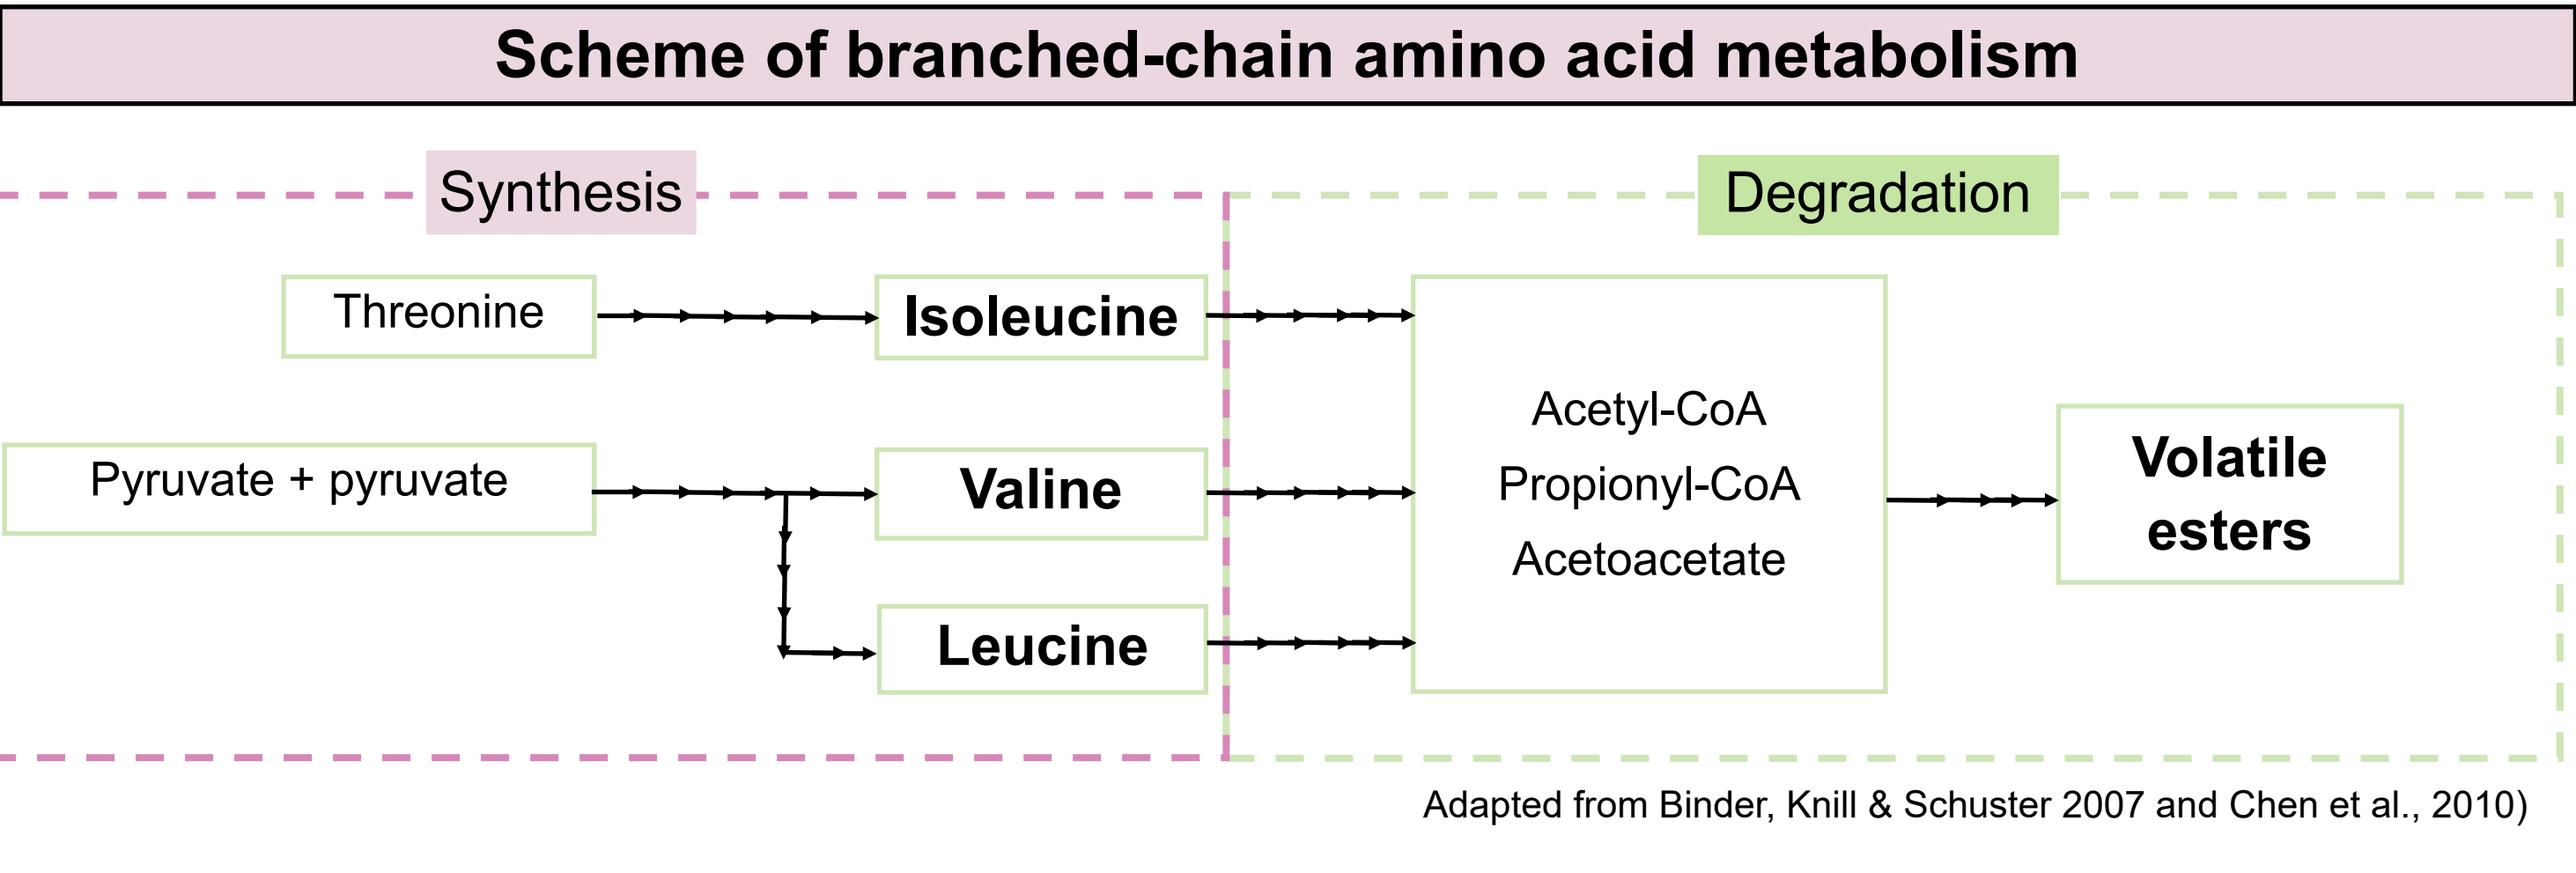 Scheme of branched-chain amino acid metabolism
Synthesis
Degradation
Threonine
Isoleucine
Pyruvate + pyruvate
Valine
Leucine
Acetyl-CoA
Propionyl-CoA
Acetoacetate
Volatile
esters
Adapted from Binder, Knill & Schuster 2007 and Chen et al., 2010)